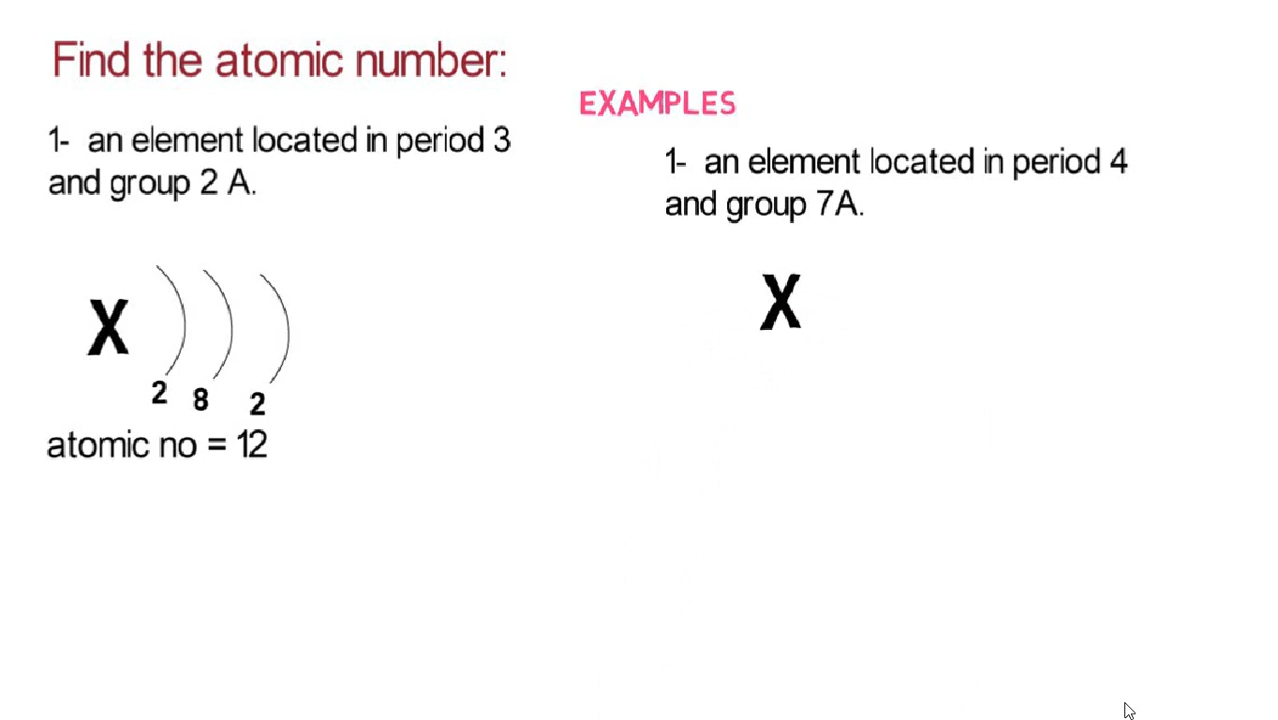 Find the atomic number:
1- an element located in period 3
and group 2 A.
X
2 8 2
atomic no = 12
EXAMPLES
1- an element located in period 4
and group 7A.
X